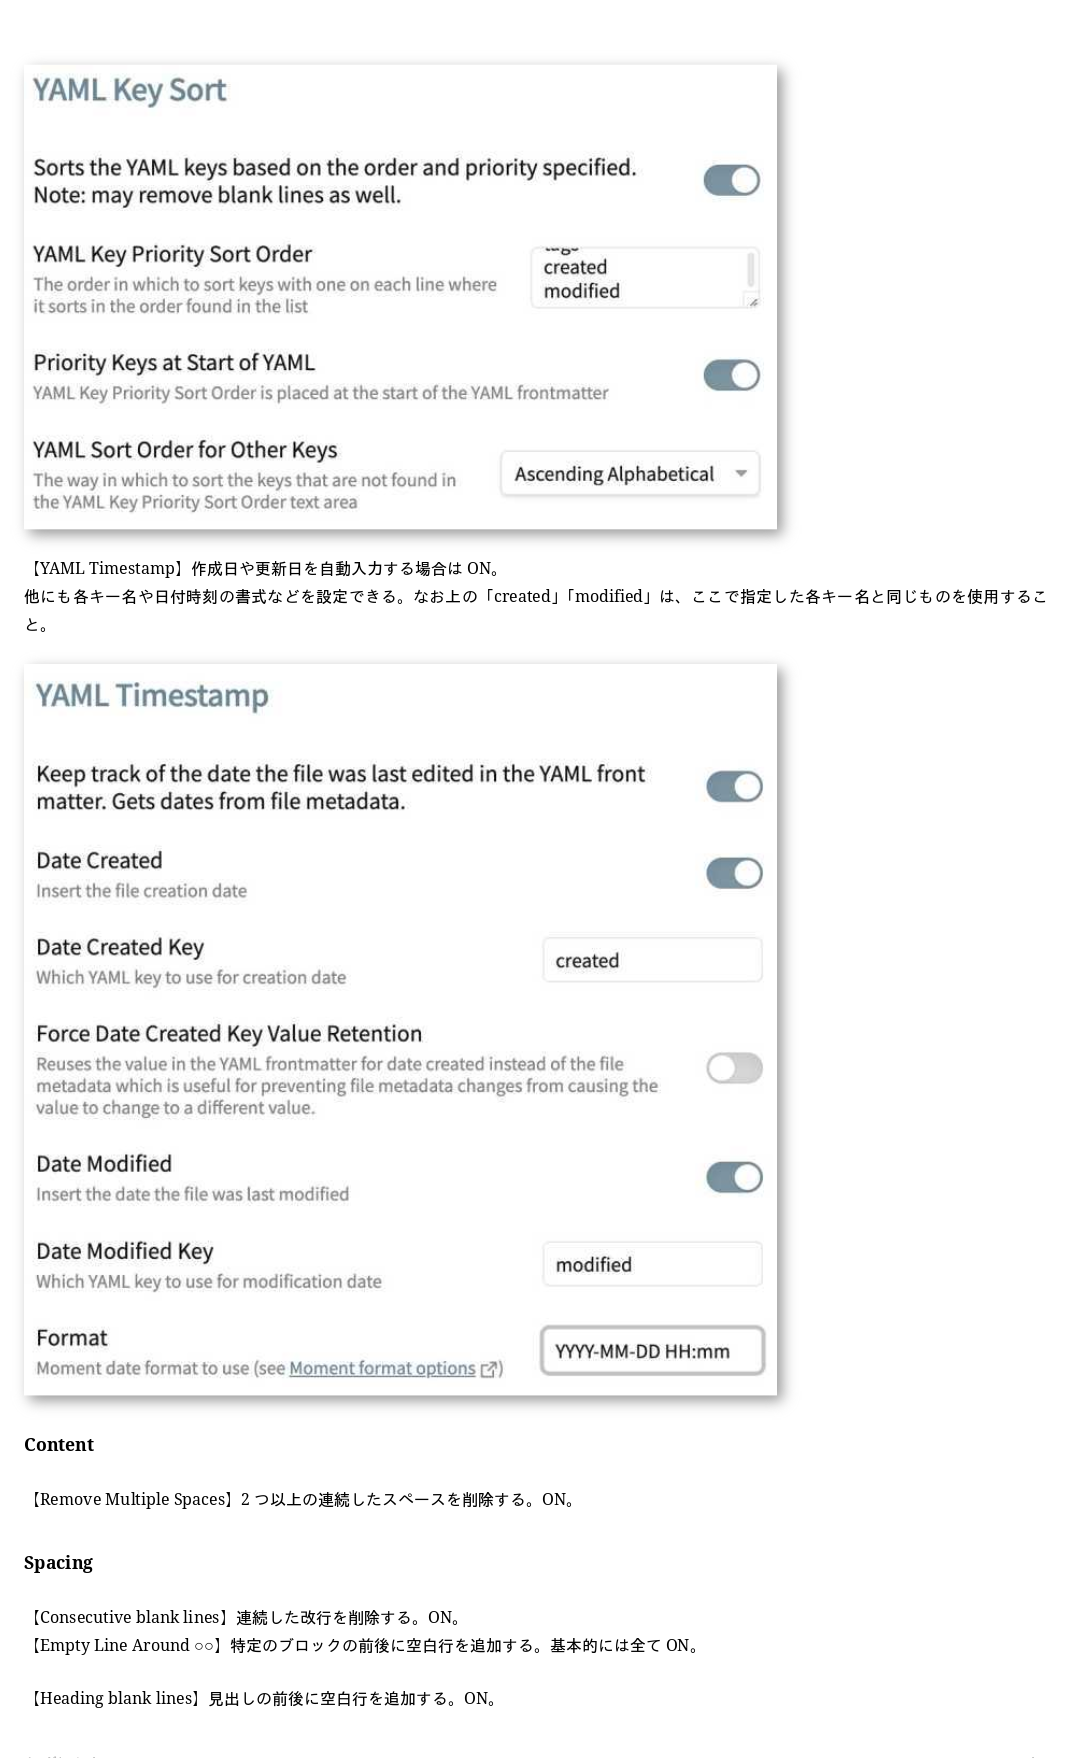 YAML Key Sort
Sorts the YAML keys based on the order and priority specified.
Note: may remove blank lines as well.
YAML Key Priority Sort Order
The order in which to sort keys with one on each line where
it sorts in the order found in the list
created
modified
Priority Keys at Start of YAML
YAML Key Priority Sort Order is placed at the start of the YAML frontmatter
YAML Sort Order for Other Keys
The way in which to sort the keys that are not found in
the YAML Key Priority Sort Order text area
Ascending Alphabetical
【YAML Timestamp】作成日や更新日を自動入力する場合は ON。
他にも各キー名や日付時刻の書式などを設定できる。なお上の「created」「modified」は、ここで指定した各キー名と同じものを使用するこ
と。
YAML Timestamp
Keep track of the date the file was last edited in the YAML front
matter. Gets dates from file metadata.
Date Created
Insert the file creation date
Date Created Key
Which YAML key to use for creation date
created
Force Date Created Key Value Retention
Reuses the value in the YAML frontmatter for date created instead of the file
metadata which is useful for preventing file metadata changes from causing the
value to change to a different value.
Date Modified
Insert the date the file was last modified
Date Modified Key
Which YAML key to use for modification date
modified
Format
Moment date format to use (see Moment format options)
YYYY-MM-DD HH:mm
Content
【Remove Multiple Spaces】2 つ以上の連続したスペースを削除する。ON。
Spacing
【Consecutive blank lines】連続した改行を削除する。ON。
【Empty Line Around ○○】特定のブロックの前後に空白行を追加する。基本的には全て ON。
【Heading blank lines】見出しの前後に空白行を追加する。ON。